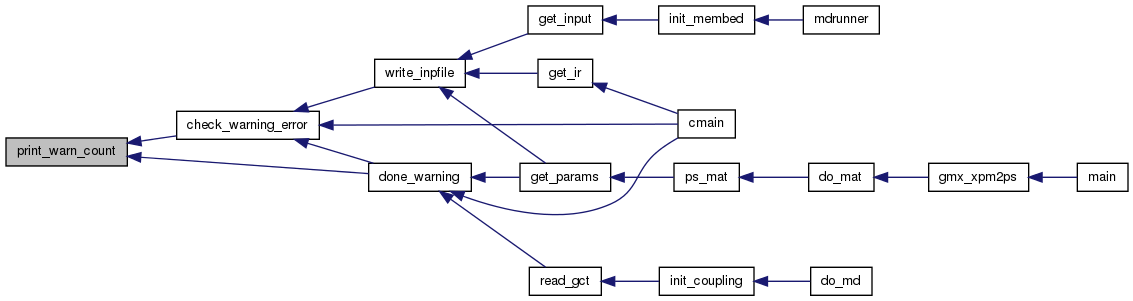 get_input
init_membed
mdrunner
write_inpfile
get_ir
check_warning_error
cmain
print_warn_count
done_warning
get_params
ps_mat
do_mat
gmx_xpm2ps
main
read_gct
init_coupling
do_md